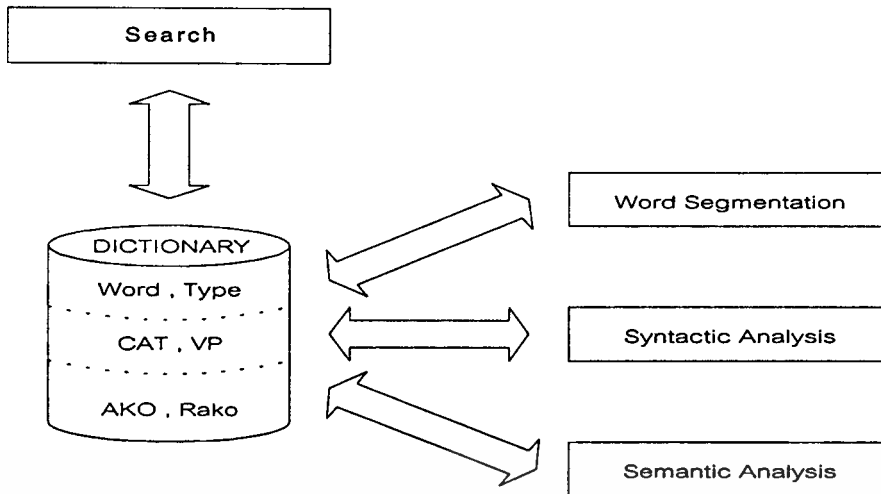 Search
DICTIONARY
Word , Type
CAT , VP
AKO , Rako
Word Segmentation
Syntactic Analysis
Semantic Analysis